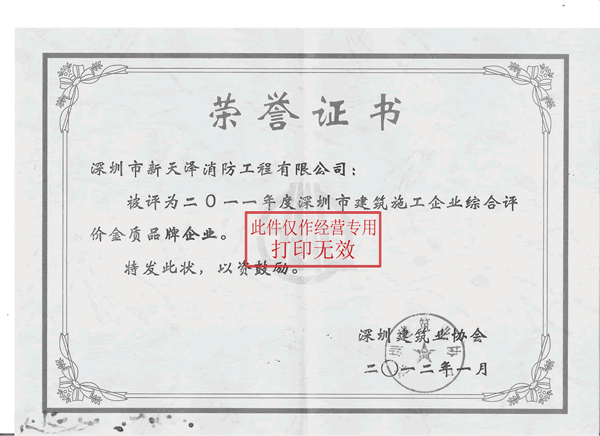 荣誉证书
深圳市新天泽消防工程有限公司：
被评为二〇一一年度深圳市建筑施工企业综合评
价金质品牌企业。
此件仅作经营专用
打印无效
特发此状，以资鼓励。
深圳建筑业协会
二〇一二年一月